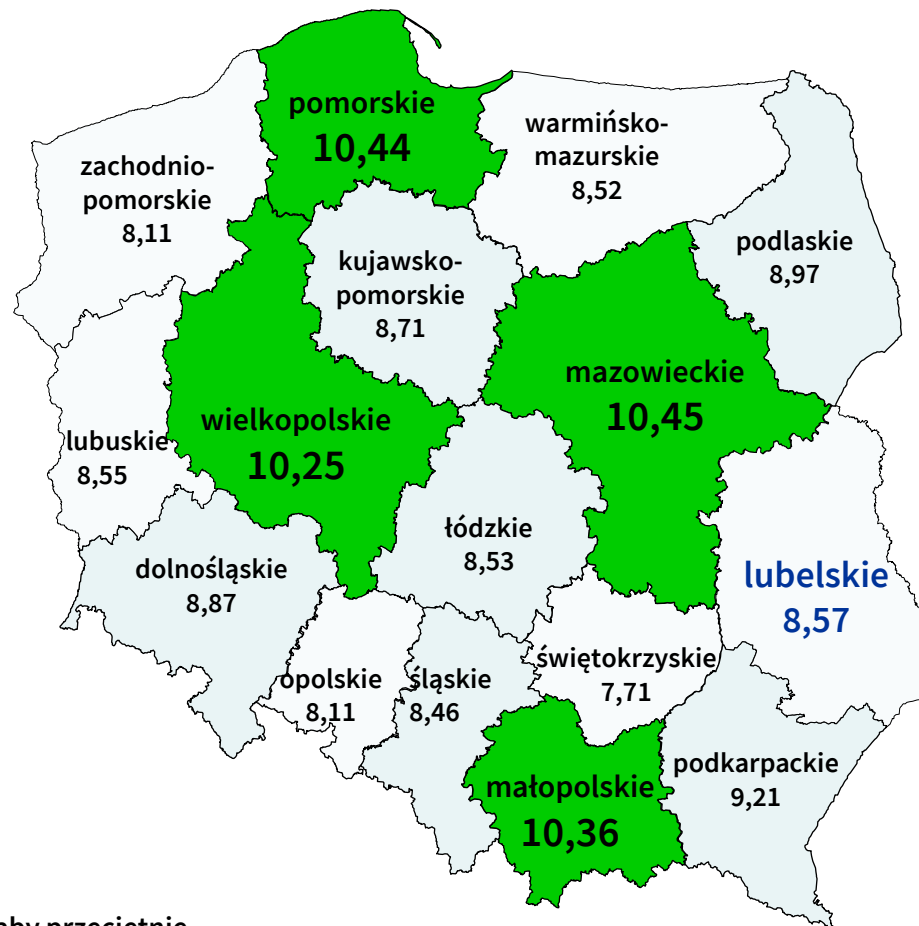 pomorskie
10,44
warmińsko-
mazurskie
8,52
zachodnio-
pomorskie
8,11
podlaskie
8,97
kujawsko-
pomorskie
8,71
mazowieckie
10,45
wielkopolskie
10,25
lubuskie
8,55
łódzkie
8,53
dolnośląskie
8,87
lubelskie
8,57
opolskie
8,11
śląskie
8,46
świętokrzyskie
7,71
podkarpackie
9,21
małopolskie
10,36
przeciętnie